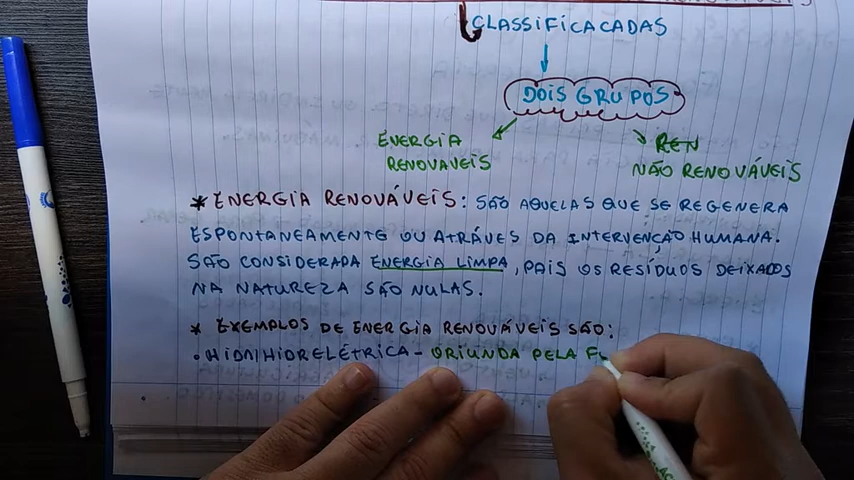 CLASSIFICACADAS
DOIS GRUPOS
ENERGIA
RENOVAVEIS
REN
NÃO RENOVÁVEIS
* ENERGIA RENOVÁVEIS: SÃO AQUELAS QUE SE REGENERA
ESPONTANEAMENTE OU ATRÁVES DA INTERVENÇÃO HUMANA.
SÃO CONSIDERADA ENERGIA LIMPA, PAIS OS RESÍDUOS DEIXADOS
NA NATUREZA SÃO NULAS.
* EXEMPLOS DE ENERGIA RENOVÁVEIS SÃO:
HIDRELÉTRICA - ORIUNDA PELA